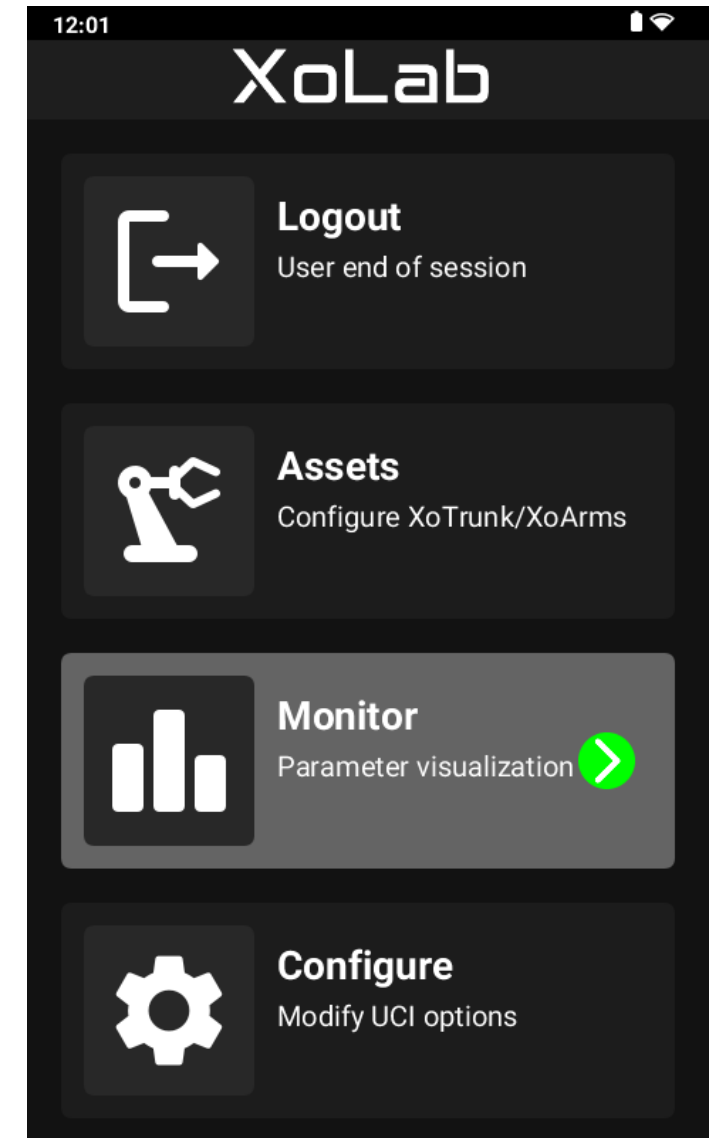 12:01
XoLab
Logout
User end of session
Assets
Configure XoTrunk/XoArms
Monitor
Parameter visualization
Configure
Modify UCI options